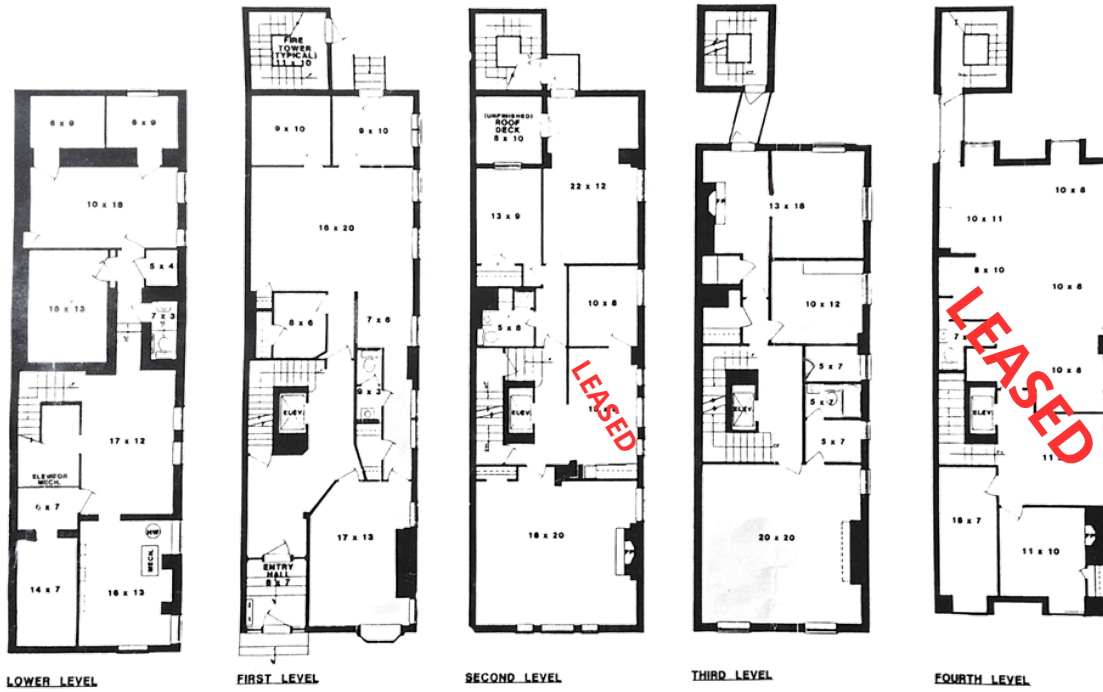 6 x 9
6 x 9
10 x 18
5 x 4
7 x 3
17 x 12
ELEVATOR
MECH.
6 x 7
HW
MECH.
14 x 7
16 x 13
LOWER LEVEL
FIRE
TOWER
(TYPICAL)
11 x 10
9 x 10
9 x 10
16 x 20
6 x 6
7 x 6
9 x 3
ELEV.
17 x 13
ENTRY
HALL
8 x 7
FIRST LEVEL
(UNFINISHED)
ROOF
DECK
8 x 10
22 x 12
13 x 9
10 x 8
5 x 8
ELEV.
LEASED
18 x 20
SECOND LEVEL
13 x 18
10 x 12
5 x 7
5 x 7
ELEV.
5 x 7
20 x 20
THIRD LEVEL
10 x 8
10 x 11
8 x 10
10 x 8
LEASED
10 x 8
ELEV.
11 x 10
FOURTH LEVEL